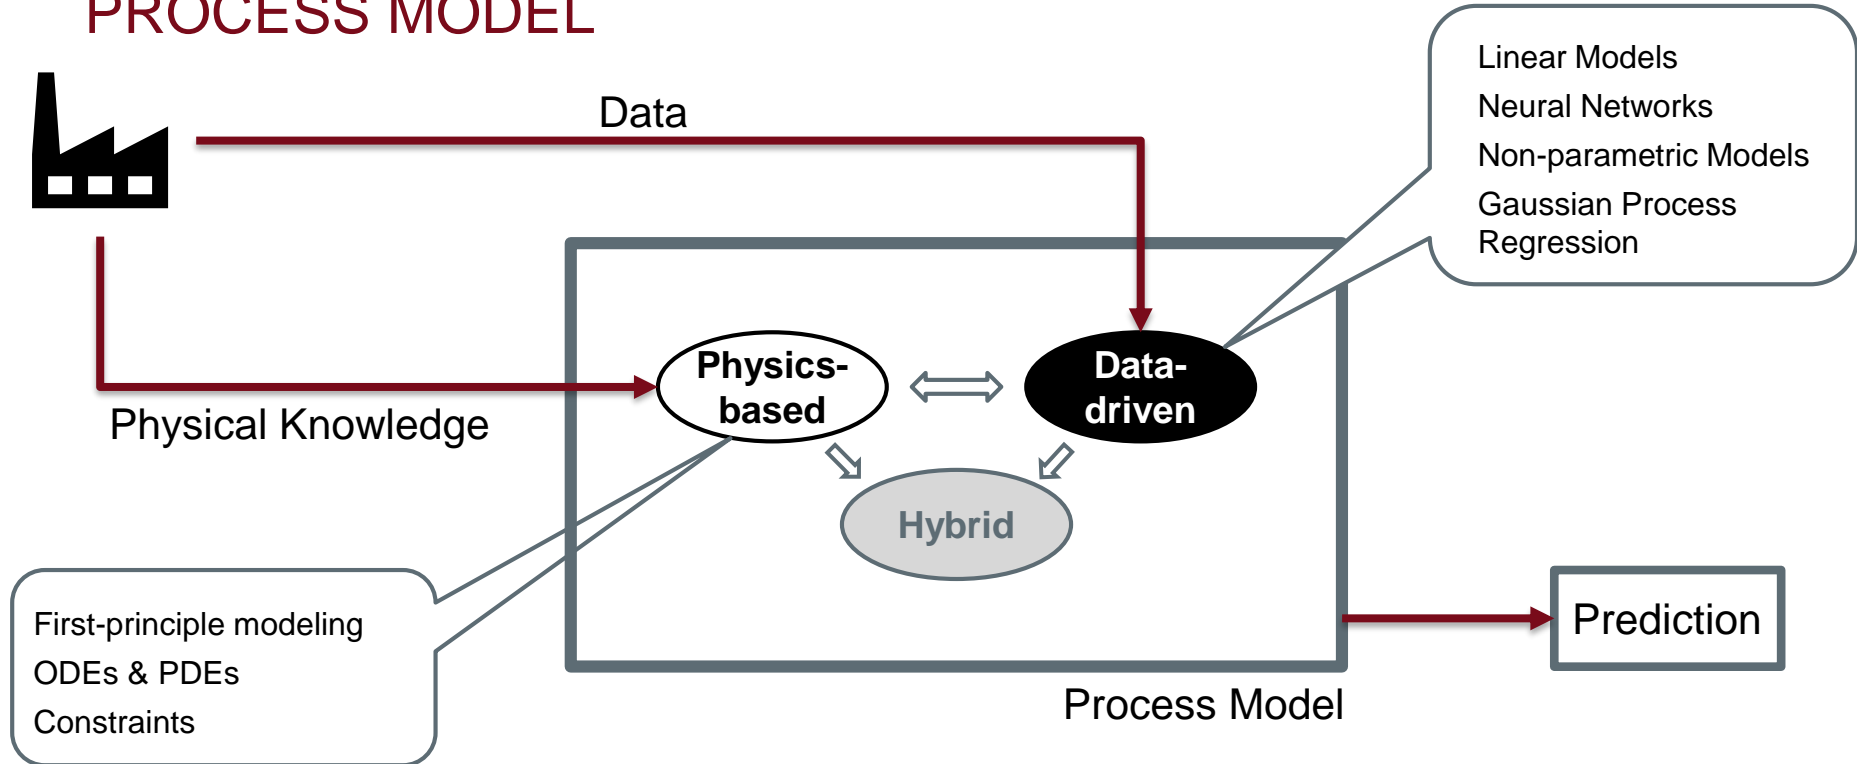 PROCESS MODEL
Data
Linear Models
Neural Networks
Non-parametric Models
Gaussian Process
Regression
Physics-
based
Data-
driven
Physical Knowledge
Hybrid
First-principle modeling
ODEs & PDEs
Constraints
Prediction
Process Model